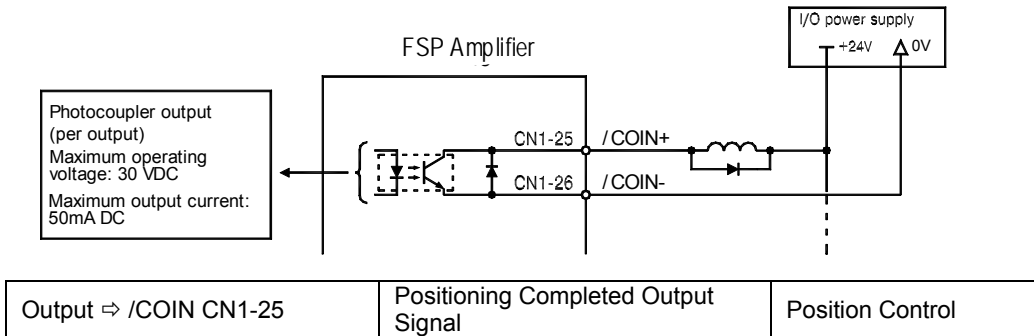 I/O power supply
+24V 0V
FSP Amplifier
Photocoupler output
(per output)
Maximum operating
voltage: 30 VDC
Maximum output current:
50mA DC
CN1-25 /COIN+
CN1-26 /COIN-
Output ⇨ /COIN CN1-25
Positioning Completed Output
Signal
Position Control